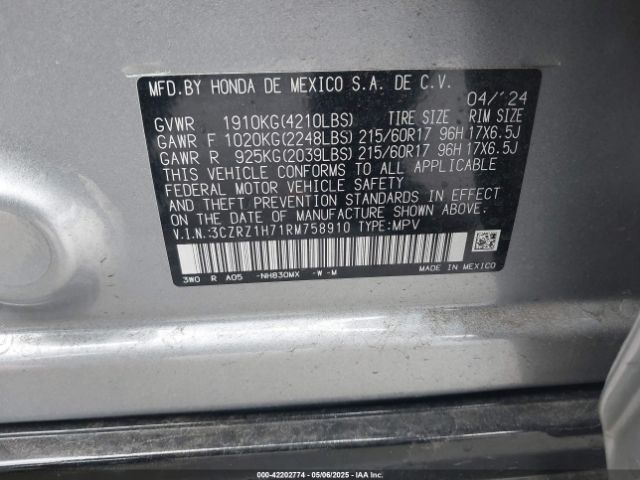 MFD.BY HONDA DE MEXICO S.A. DE C.V.
04/'24
GVWR 1910KG(4210LBS) TIRE SIZE RIM SIZE
GAWR F 1020KG(2248LBS) 215/60R17 96H 17X6.5J
GAWR R 925KG(2039LBS) 215/60R17 96H 17X6.5J
THIS VEHICLE CONFORMS TO ALL APPLICABLE
FEDERAL MOTOR VEHICLE SAFETY
AND THEFT PREVENTION STANDARDS IN EFFECT
ON THE DATE OF MANUFACTURE SHOWN ABOVE.
V.I.N.:3CZRZ1H71RM758910 TYPE:MPV
3W0 R A05 -NH830MX -W -M
MADE IN MEXICO
000-42202774 - 05/06/2025 - IAAI.COM